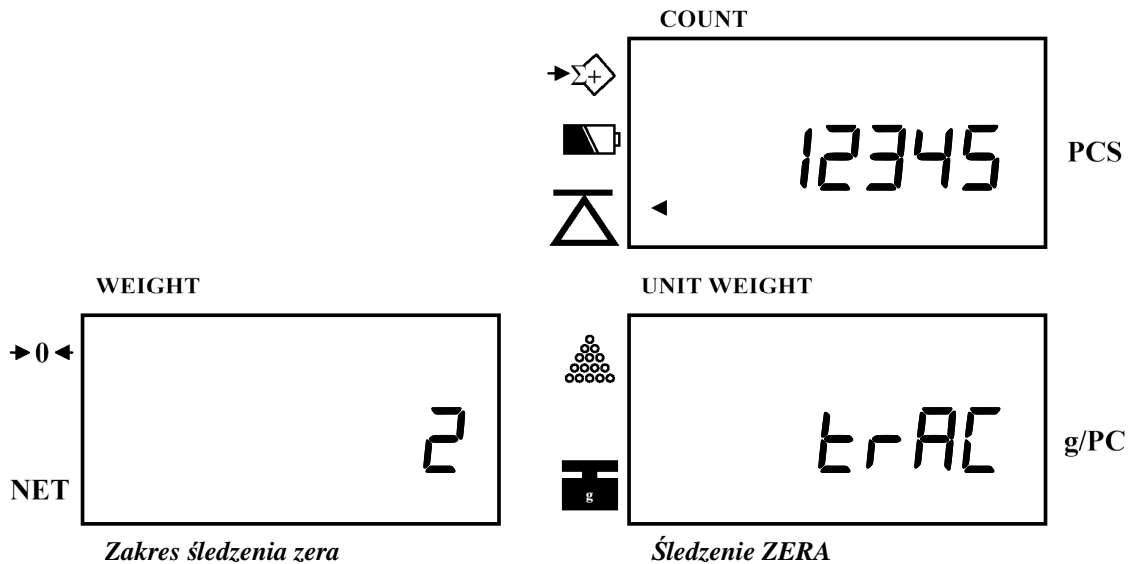 COUNT
Σ+
12345
PCS
WEIGHT
UNIT WEIGHT
0
2
NET
trAC
g/PC
g
Zakres śledzenia zera
Śledzenie ZERA